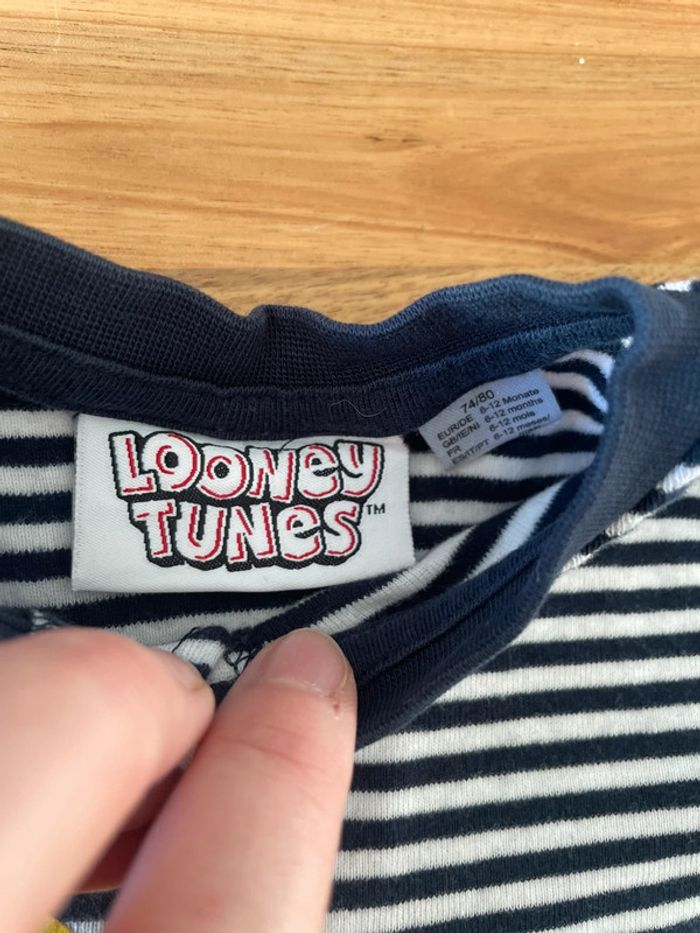 LOONEY
TUNES™
74/80
EUR/DE 6-12 Monate
GB/IE/NI 6-12 months
FR 6-12 mois
ES/IT/PT 6-12 meses/